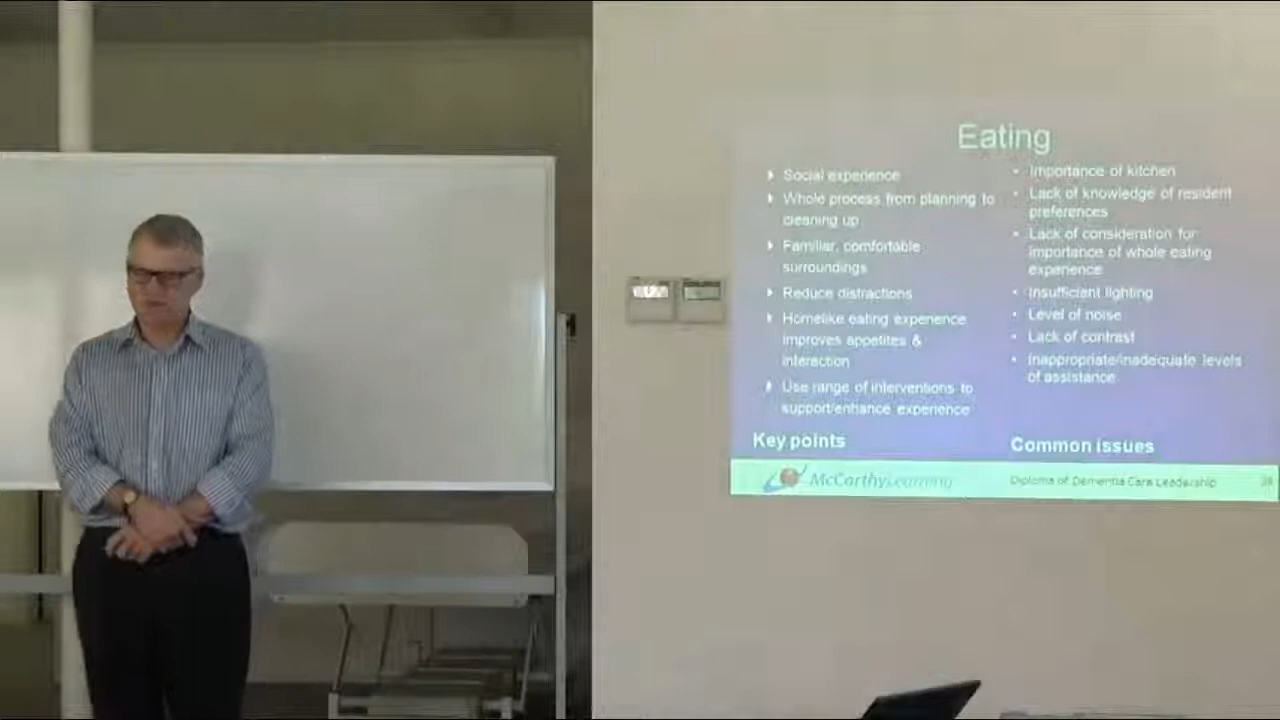 Eating
Social experience
Whole process from planning to
cleaning up
Familiar, comfortable
surroundings
Reduce distractions
Homelike eating experience
improves appetites &
interaction
Use range of interventions to
support/enhance experience
Key points
Importance of kitchen
Lack of knowledge of resident
preferences
Lack of consideration for
importance of whole eating
experience
Insufficient lighting
Level of noise
Lack of contrast
Inappropriate/inadequate levels
of assistance
Common issues
McCarthyLearning
Diploma of Dementia Care Leadership